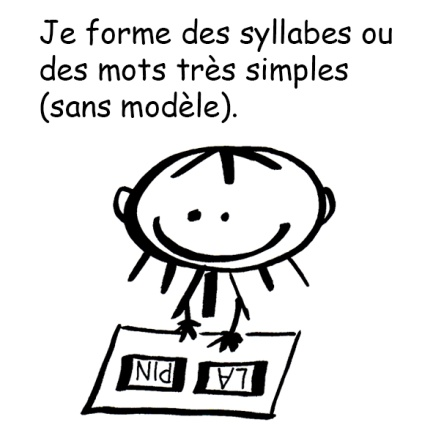 Je forme des syllabes ou
des mots très simples
(sans modèle).
LA PIN